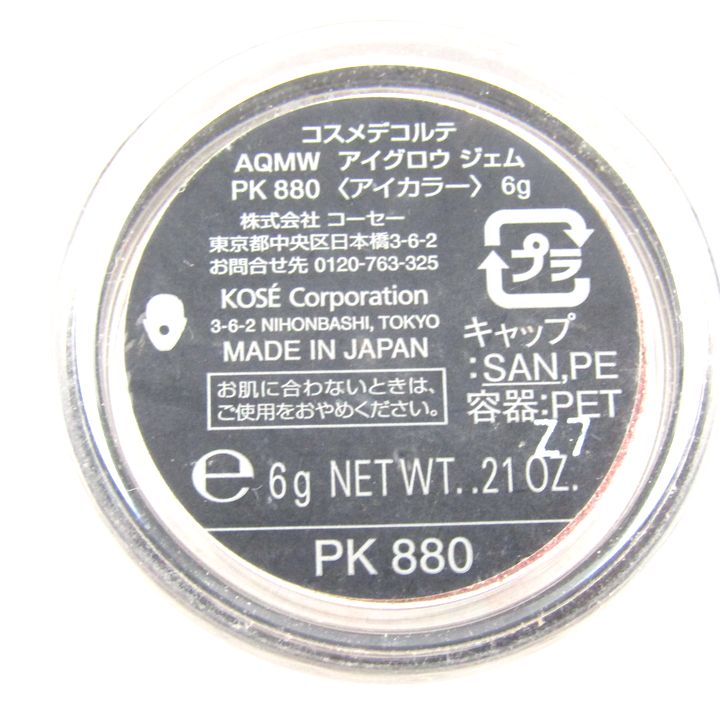 コスメデコルテ
AQMW アイグロウ ジェム
PK 880 〈アイカラー〉 6g
株式会社 コーセー
東京都中央区日本橋3-6-2
お問合せ先 0120-763-325
KOSÉ Corporation
3-6-2 NIHONBASHI, TOKYO
MADE IN JAPAN
お肌に合わないときは、
ご使用をおやめください。
プラ
キャップ
:SAN,PE
容器:PET
Z7
e 6g NET WT. .21 OZ.
PK 880